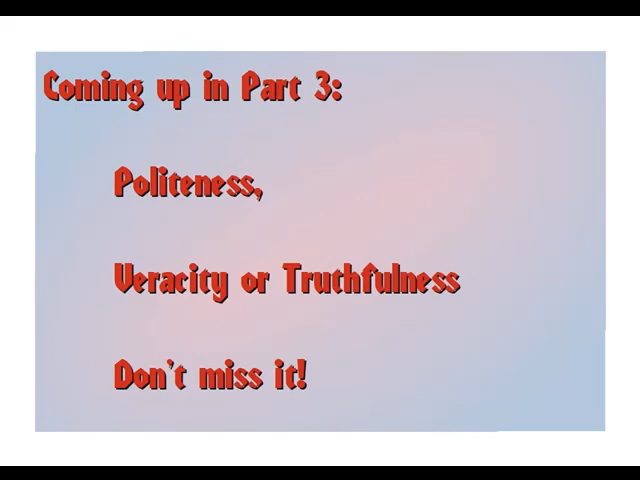 Coming up in Part 3:
Politeness,
Veracity or Truthfulness
Don't miss it!